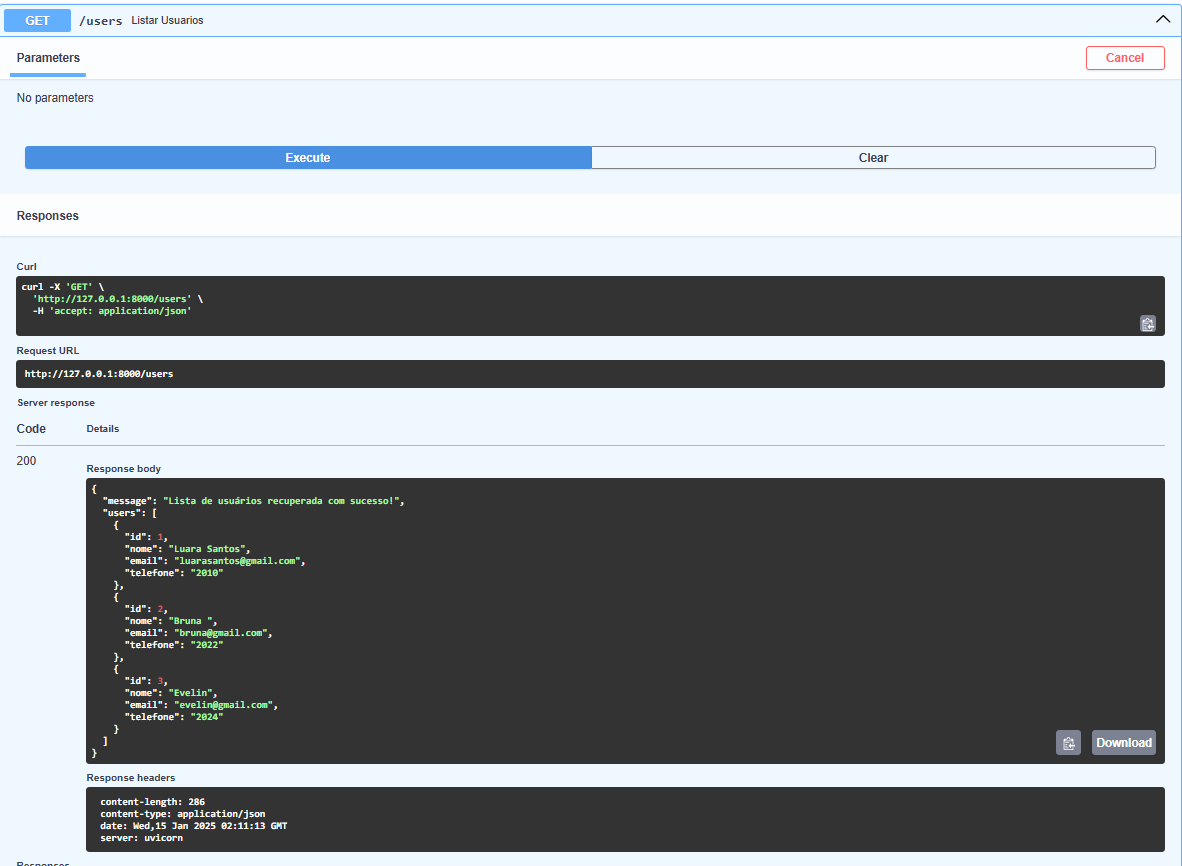 GET /users Listar Usuarios
Parameters Cancel
No parameters
Execute Clear
Responses
Curl
curl -X 'GET' \
  'http://127.0.0.1:8000/users' \
  -H 'accept: application/json'
Request URL
http://127.0.0.1:8000/users
Server response
Code Details
200
Response body
{
  "message": "Lista de usuários recuperada com sucesso!",
  "users": [
    {
      "id": 1,
      "nome": "Luara Santos",
      "email": "luarasantos@gmail.com",
      "telefone": "2010"
    },
    {
      "id": 2,
      "nome": "Bruna ",
      "email": "bruna@gmail.com",
      "telefone": "2022"
    },
    {
      "id": 3,
      "nome": "Evelin",
      "email": "evelin@gmail.com",
      "telefone": "2024"
    }
  ]
}
Download
Response headers
content-length: 286
content-type: application/json
date: Wed,15 Jan 2025 02:11:13 GMT
server: uvicorn
Responses